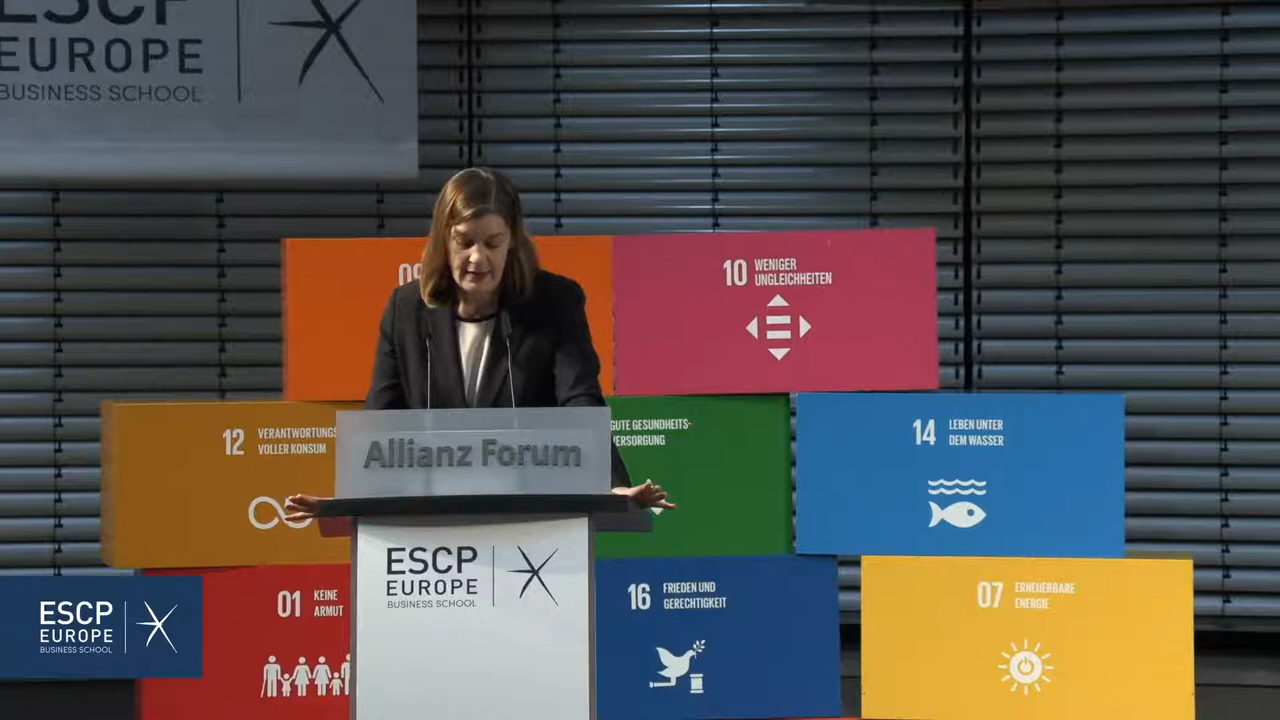 ESCP
EUROPE
BUSINESS SCHOOL
09
10 WENIGER
UNGLEICHHEITEN
12 VERANTWORTUNGS
VOLLER KONSUM
GUTE GESUNDHEITS-
VERSORGUNG
14 LEBEN UNTER
DEM WASSER
Allianz Forum
ESCP
EUROPE
BUSINESS SCHOOL
01 KEINE
ARMUT
16 FRIEDEN UND
GERECHTIGKEIT
07 ERNEUERBARE
ENERGIE
ESCP
EUROPE
BUSINESS SCHOOL